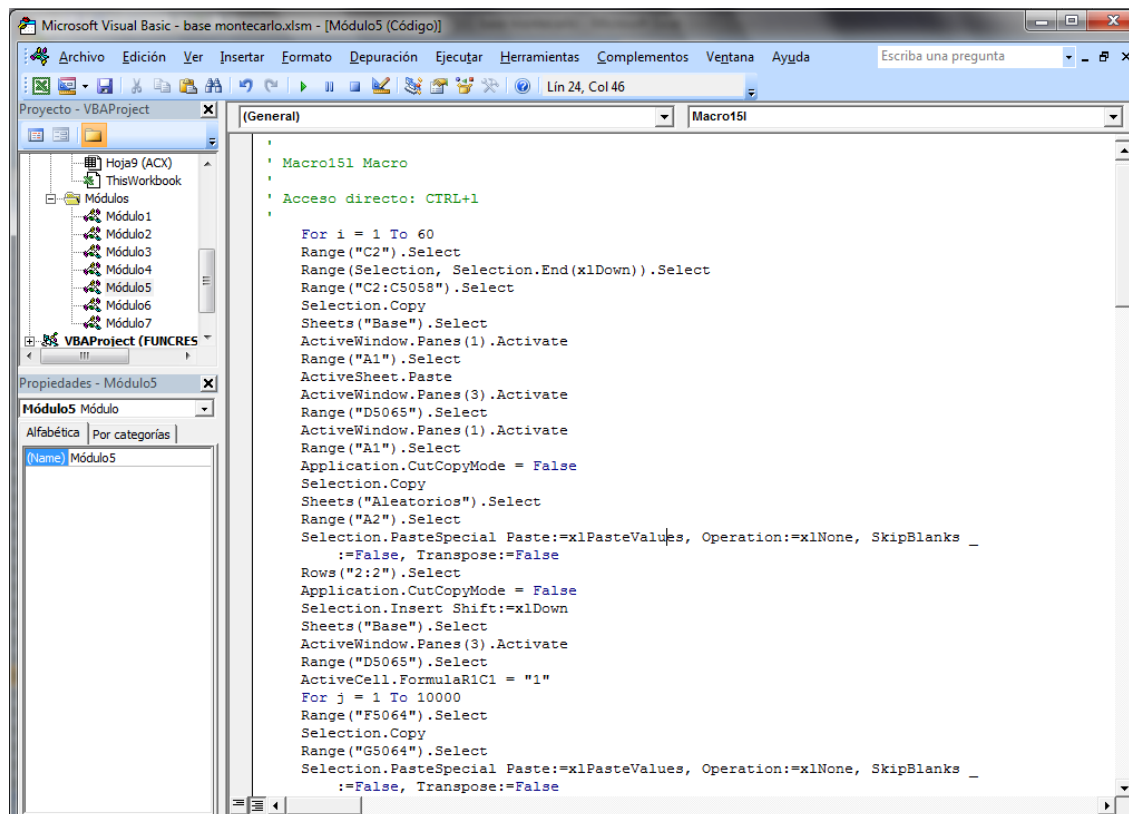 Microsoft Visual Basic - base montecarlo.xlsm - [Módulo5 (Código)]
Archivo Edición Ver Insertar Formato Depuración Ejecutar Herramientas Complementos Ventana Ayuda Escriba una pregunta
Lín 24, Col 46
Proyecto - VBAProject
Hoja9 (ACX)
ThisWorkbook
Módulos
Módulo1
Módulo2
Módulo3
Módulo4
Módulo5
Módulo6
Módulo7
VBAProject (FUNCRES
Propiedades - Módulo5
Módulo5 Módulo
Alfabética Por categorías
(Name) Módulo5
(General) Macro15l
'
' Macro15l Macro
'
' Acceso directo: CTRL+l
'
For i = 1 To 60
Range("C2").Select
Range(Selection, Selection.End(xlDown)).Select
Range("C2:C5058").Select
Selection.Copy
Sheets("Base").Select
ActiveWindow.Panes(1).Activate
Range("A1").Select
ActiveSheet.Paste
ActiveWindow.Panes(3).Activate
Range("D5065").Select
ActiveWindow.Panes(1).Activate
Range("A1").Select
Application.CutCopyMode = False
Selection.Copy
Sheets("Aleatorios").Select
Range("A2").Select
Selection.PasteSpecial Paste:=xlPasteValues, Operation:=xlNone, SkipBlanks _
:=False, Transpose:=False
Rows("2:2").Select
Application.CutCopyMode = False
Selection.Insert Shift:=xlDown
Sheets("Base").Select
ActiveWindow.Panes(3).Activate
Range("D5065").Select
ActiveCell.FormulaR1C1 = "1"
For j = 1 To 10000
Range("F5064").Select
Selection.Copy
Range("G5064").Select
Selection.PasteSpecial Paste:=xlPasteValues, Operation:=xlNone, SkipBlanks _
:=False, Transpose:=False